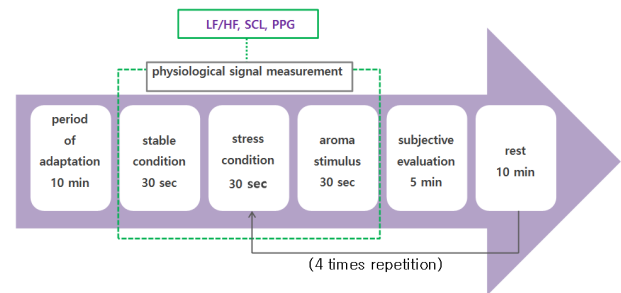 LF/HF, SCL, PPG
physiological signal measurement
period
of
adaptation
10 min
stable
condition
30 sec
stress
condition
30 sec
aroma
stimulus
30 sec
subjective
evaluation
5 min
rest
10 min
(4 times repetition)